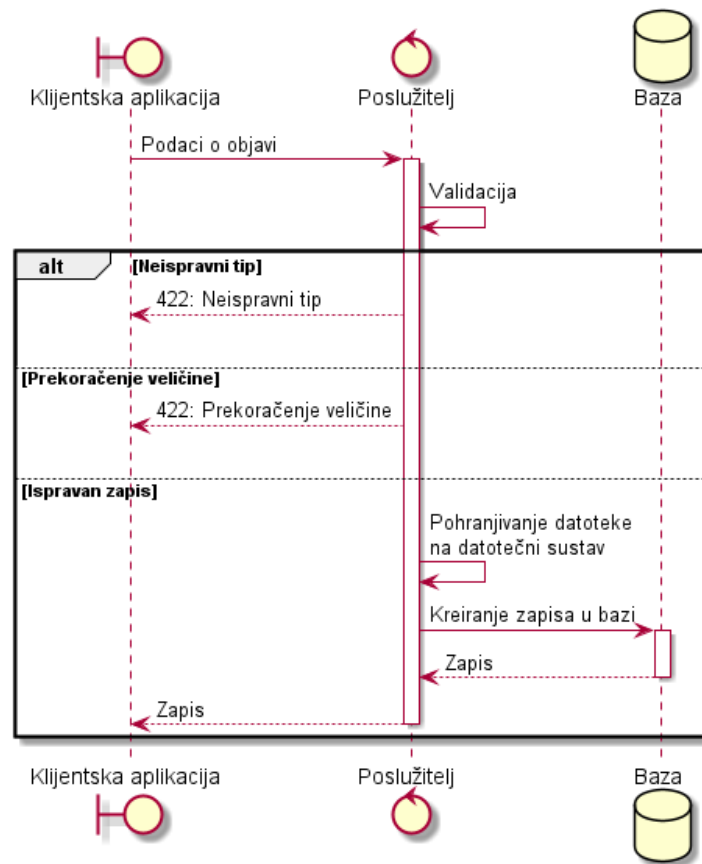 Klijentska aplikacija
Poslužitelj
Baza
Podaci o objavi
Validacija
alt
[Neispravni tip]
422: Neispravni tip
[Prekoračenje veličine]
422: Prekoračenje veličine
[Ispravan zapis]
Pohranjivanje datoteke
na datotečni sustav
Kreiranje zapisa u bazi
Zapis
Zapis
Klijentska aplikacija
Poslužitelj
Baza